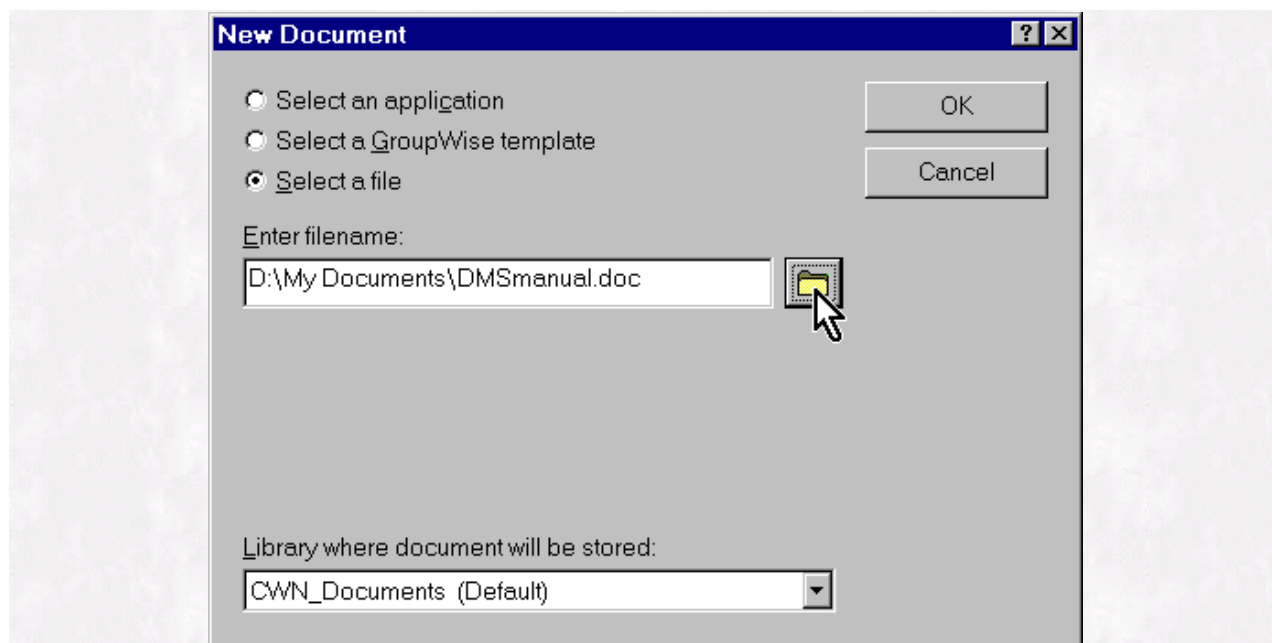 New Document
Select an application
OK
Select a GroupWise template
Select a file
Cancel
Enter filename:
D:\My Documents\DMSmanual.doc
Library where document will be stored:
CWN_Documents (Default)